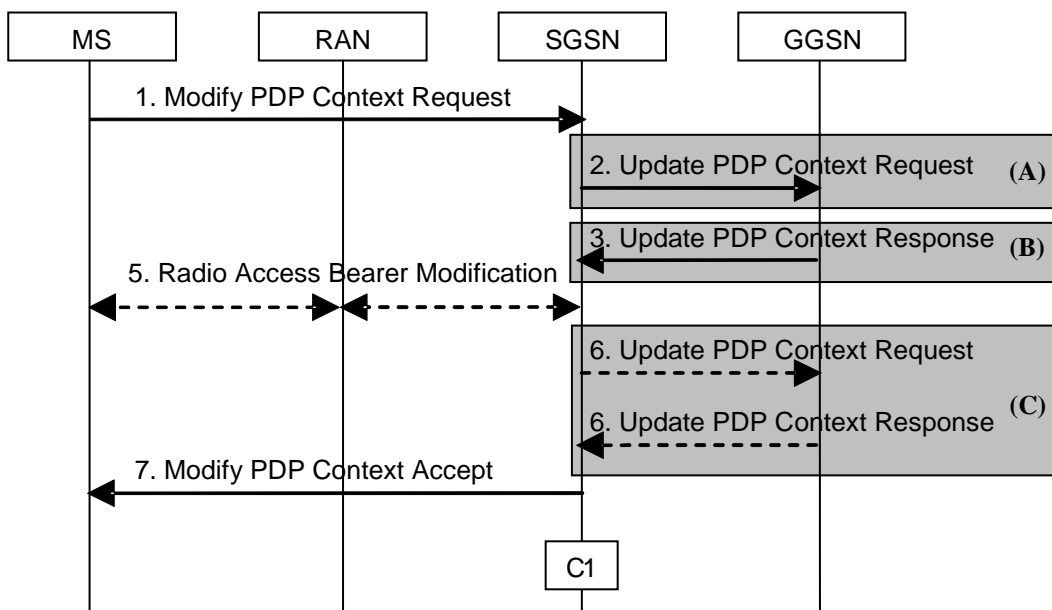 MS
RAN
SGSN
GGSN
1. Modify PDP Context Request
2. Update PDP Context Request
(A)
3. Update PDP Context Response
(B)
5. Radio Access Bearer Modification
6. Update PDP Context Request
(C)
6. Update PDP Context Response
7. Modify PDP Context Accept
C1